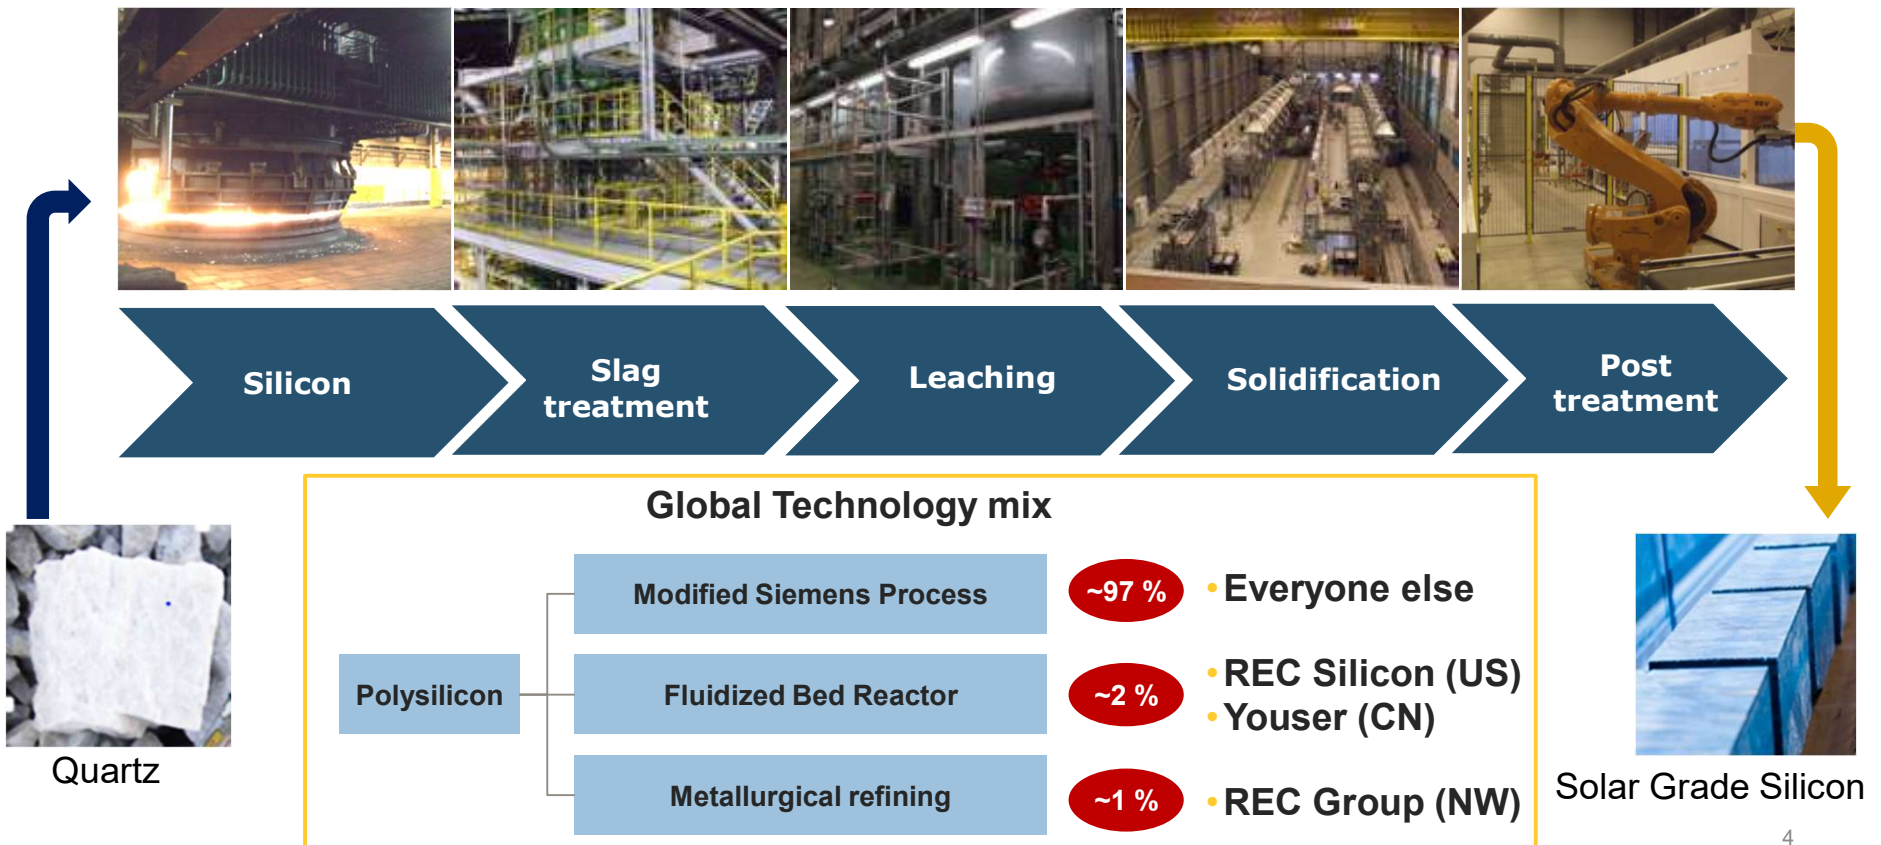 Silicon
Slag
treatment
Leaching
Solidification
Post
treatment
Global Technology mix
Polysilicon
Modified Siemens Process
~97 %
• Everyone else
Fluidized Bed Reactor
~2 %
• REC Silicon (US)
• Youser (CN)
Metallurgical refining
~1 %
• REC Group (NW)
Quartz
Solar Grade Silicon
4